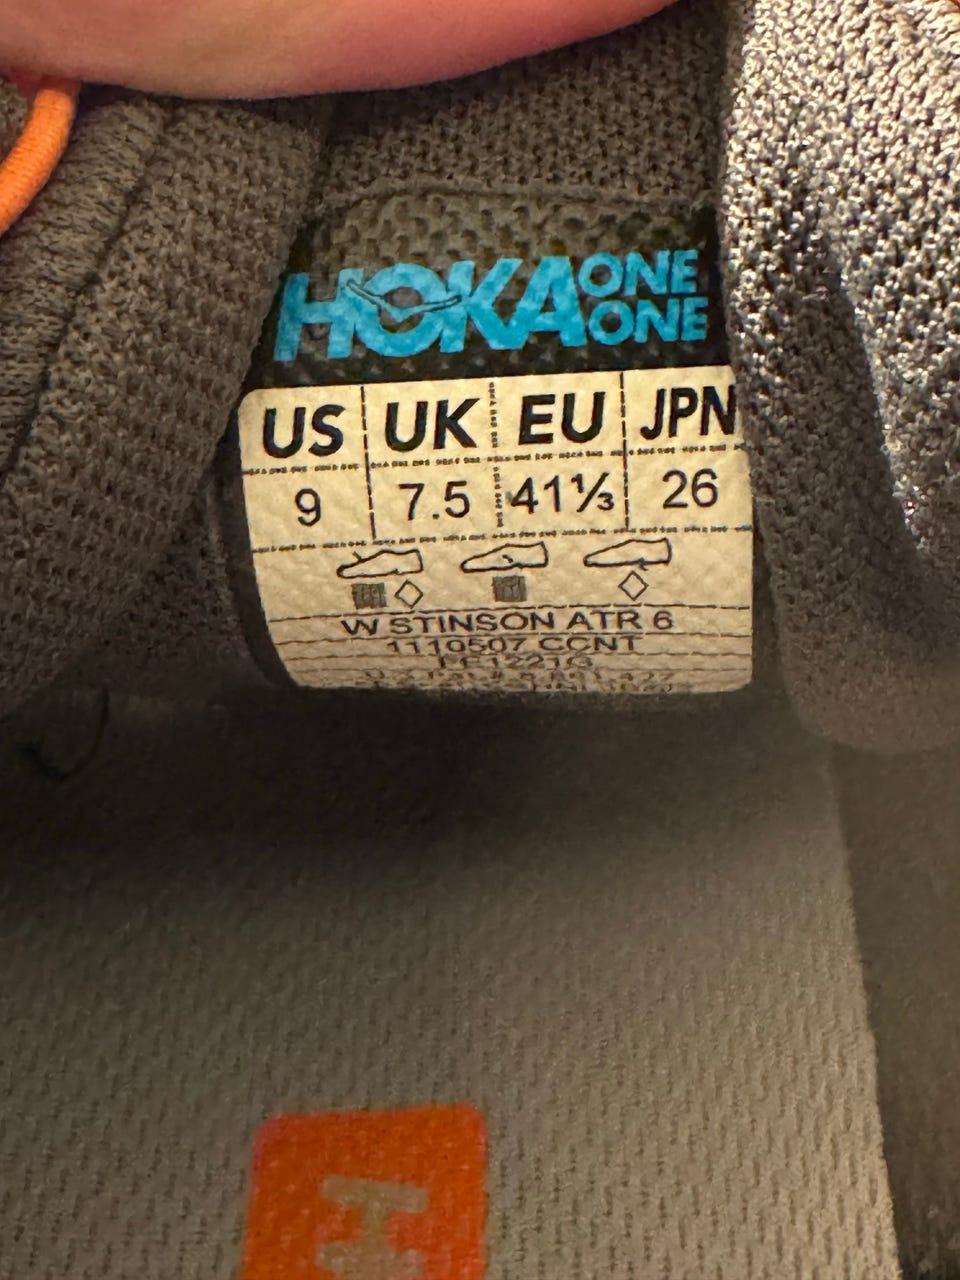 HOKA ONE ONE
US UK EU JPN
9 7.5 41⅓ 26
W STINSON ATR 6
1110507 CCNT
H